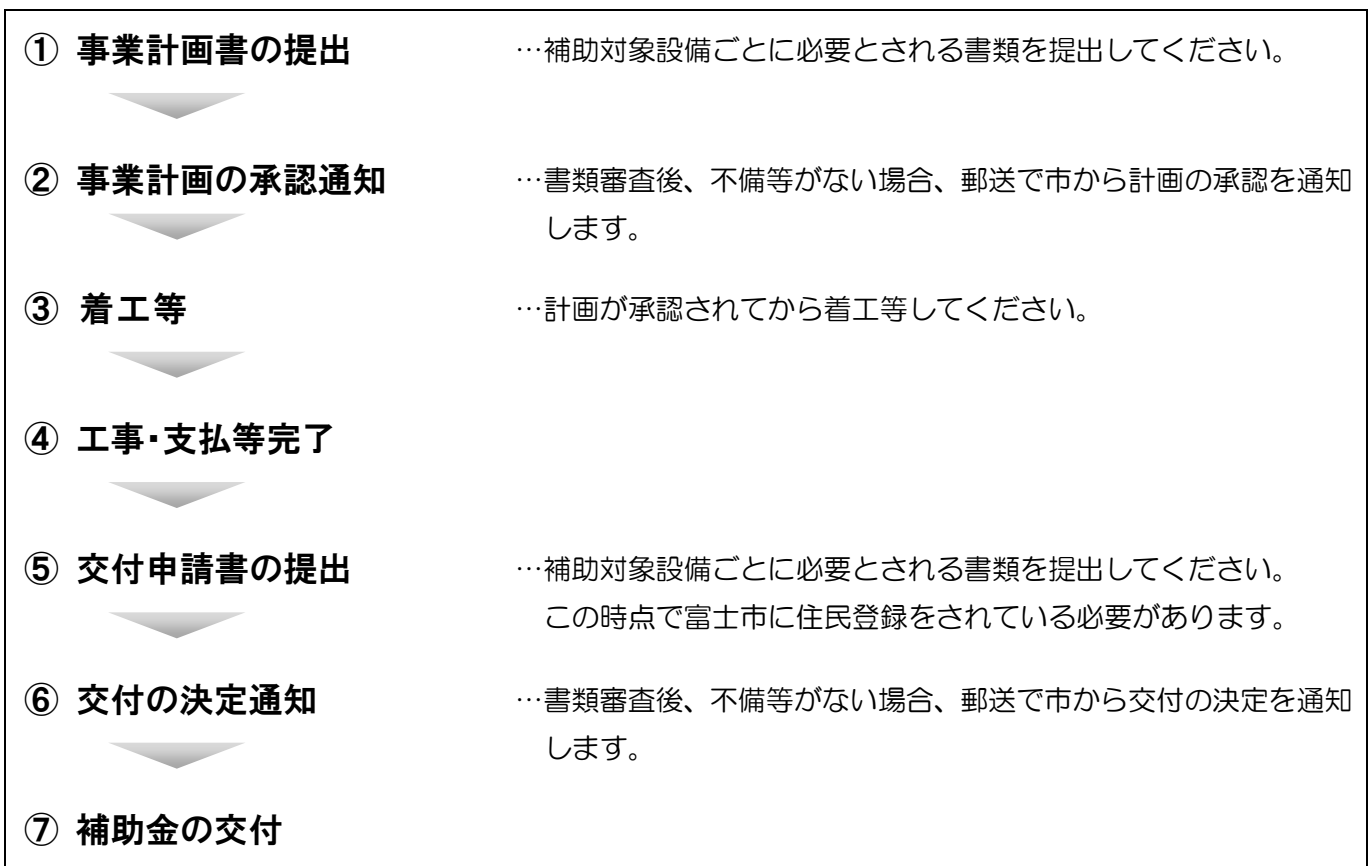 ① 事業計画書の提出 …補助対象設備ごとに必要とされる書類を提出してください。
② 事業計画の承認通知 …書類審査後、不備等がない場合、郵送で市から計画の承認を通知
します。
③ 着工等 …計画が承認されてから着工等してください。
④ 工事・支払等完了
⑤ 交付申請書の提出 …補助対象設備ごとに必要とされる書類を提出してください。
この時点で富士市に住民登録をされている必要があります。
⑥ 交付の決定通知 …書類審査後、不備等がない場合、郵送で市から交付の決定を通知
します。
⑦ 補助金の交付